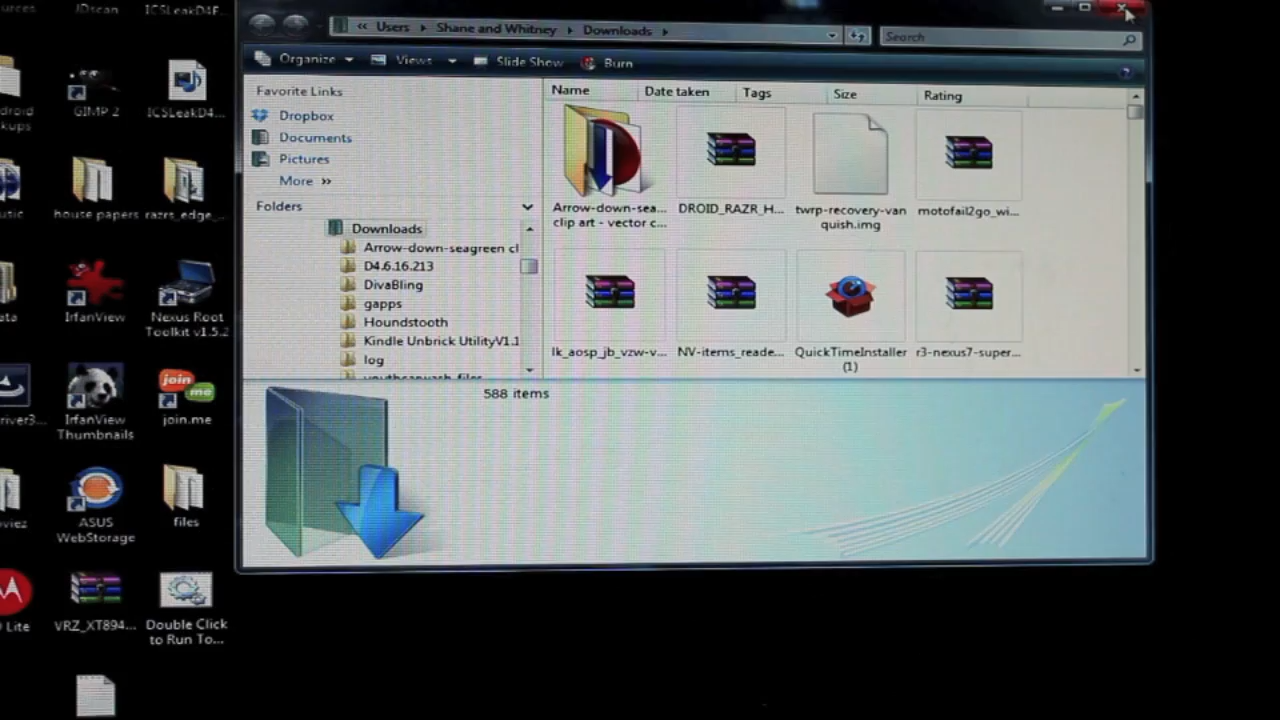 JDscan
ICSLeakD4F...
GIMP 2
ICSLeakD4...
house papers
razrs_edge_...
IrfanView
Nexus Root
Toolkit v1.5.2
IrfanView
Thumbnails
join
me
join.me
ASUS
WebStorage
files
Lite
VRZ_XT894...
Double Click
to Run To...
« Users
Shane and Whitney
Downloads
Search
Organize
Views
Slide Show
Burn
Favorite Links
Dropbox
Documents
Pictures
More »
Folders
Downloads
Arrow-down-seagreen cl
D4.6.16.213
DivaBling
gapps
Houndstooth
Kindle Unbrick UtilityV1.1
log
Name
Date taken
Tags
Size
Rating
Arrow-down-sea...
clip art - vector c...
DROID_RAZR_H...
twrp-recovery-van
quish.img
motofail2go_wi...
lk_aosp_jb_vzw-v...
NV-items_reade...
QuickTimeInstaller
(1)
r3-nexus7-super...
588 items